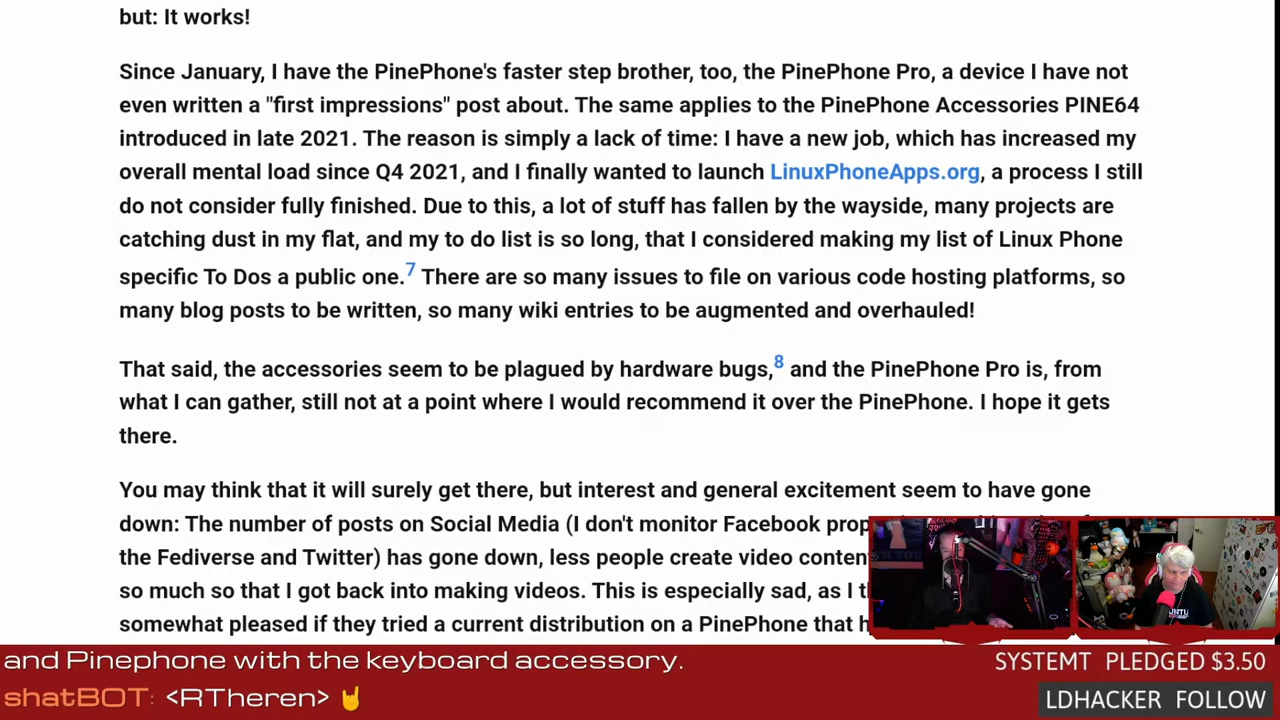 but: It works!
Since January, I have the PinePhone's faster step brother, too, the PinePhone Pro, a device I have not
even written a "first impressions" post about. The same applies to the PinePhone Accessories PINE64
introduced in late 2021. The reason is simply a lack of time: I have a new job, which has increased my
overall mental load since Q4 2021, and I finally wanted to launch LinuxPhoneApps.org, a process I still
do not consider fully finished. Due to this, a lot of stuff has fallen by the wayside, many projects are
catching dust in my flat, and my to do list is so long, that I considered making my list of Linux Phone
specific To Dos a public one.7 There are so many issues to file on various code hosting platforms, so
many blog posts to be written, so many wiki entries to be augmented and overhauled!
That said, the accessories seem to be plagued by hardware bugs,8 and the PinePhone Pro is, from
what I can gather, still not at a point where I would recommend it over the PinePhone. I hope it gets
there.
You may think that it will surely get there, but interest and general excitement seem to have gone
down: The number of posts on Social Media (I don't monitor Facebook
the Fediverse and Twitter) has gone down, less people create video
so much so that I got back into making videos. This is especially sad, as I
somewhat pleased if they tried a current distribution on a PinePhone that
and Pinephone with the keyboard accessory.
SYSTEMT PLEDGED $3.50
shatBOT: <RTheren> 🤘
LDHACKER FOLLOW